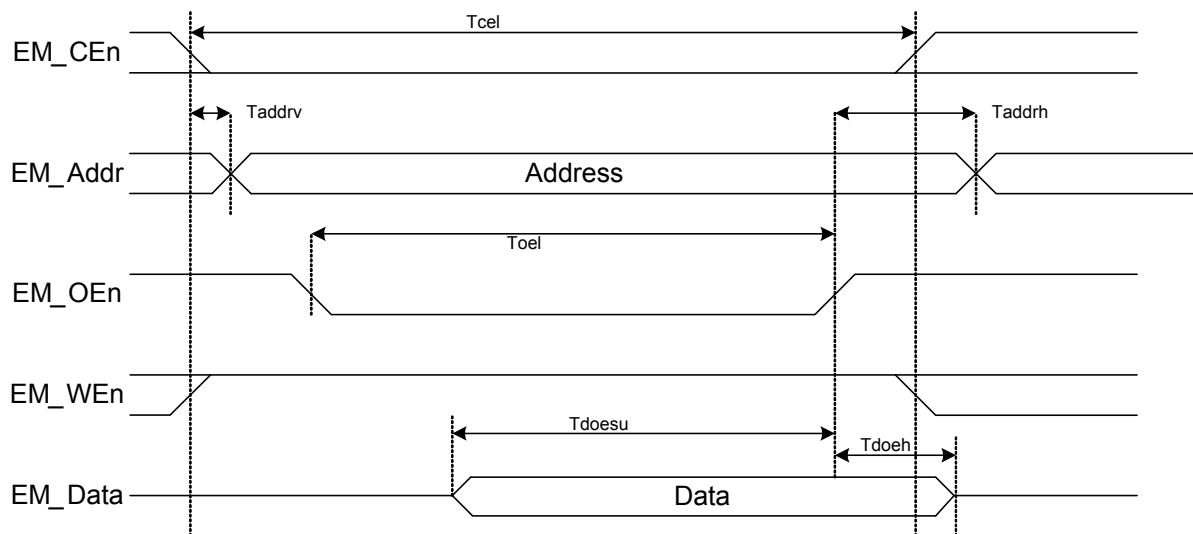 Tcel
EM_CEn
Taddrv
Taddrh
EM_Addr
Address
Toel
EM_OEn
EM_WEn
Tdoesu
Tdoeh
EM_Data
Data